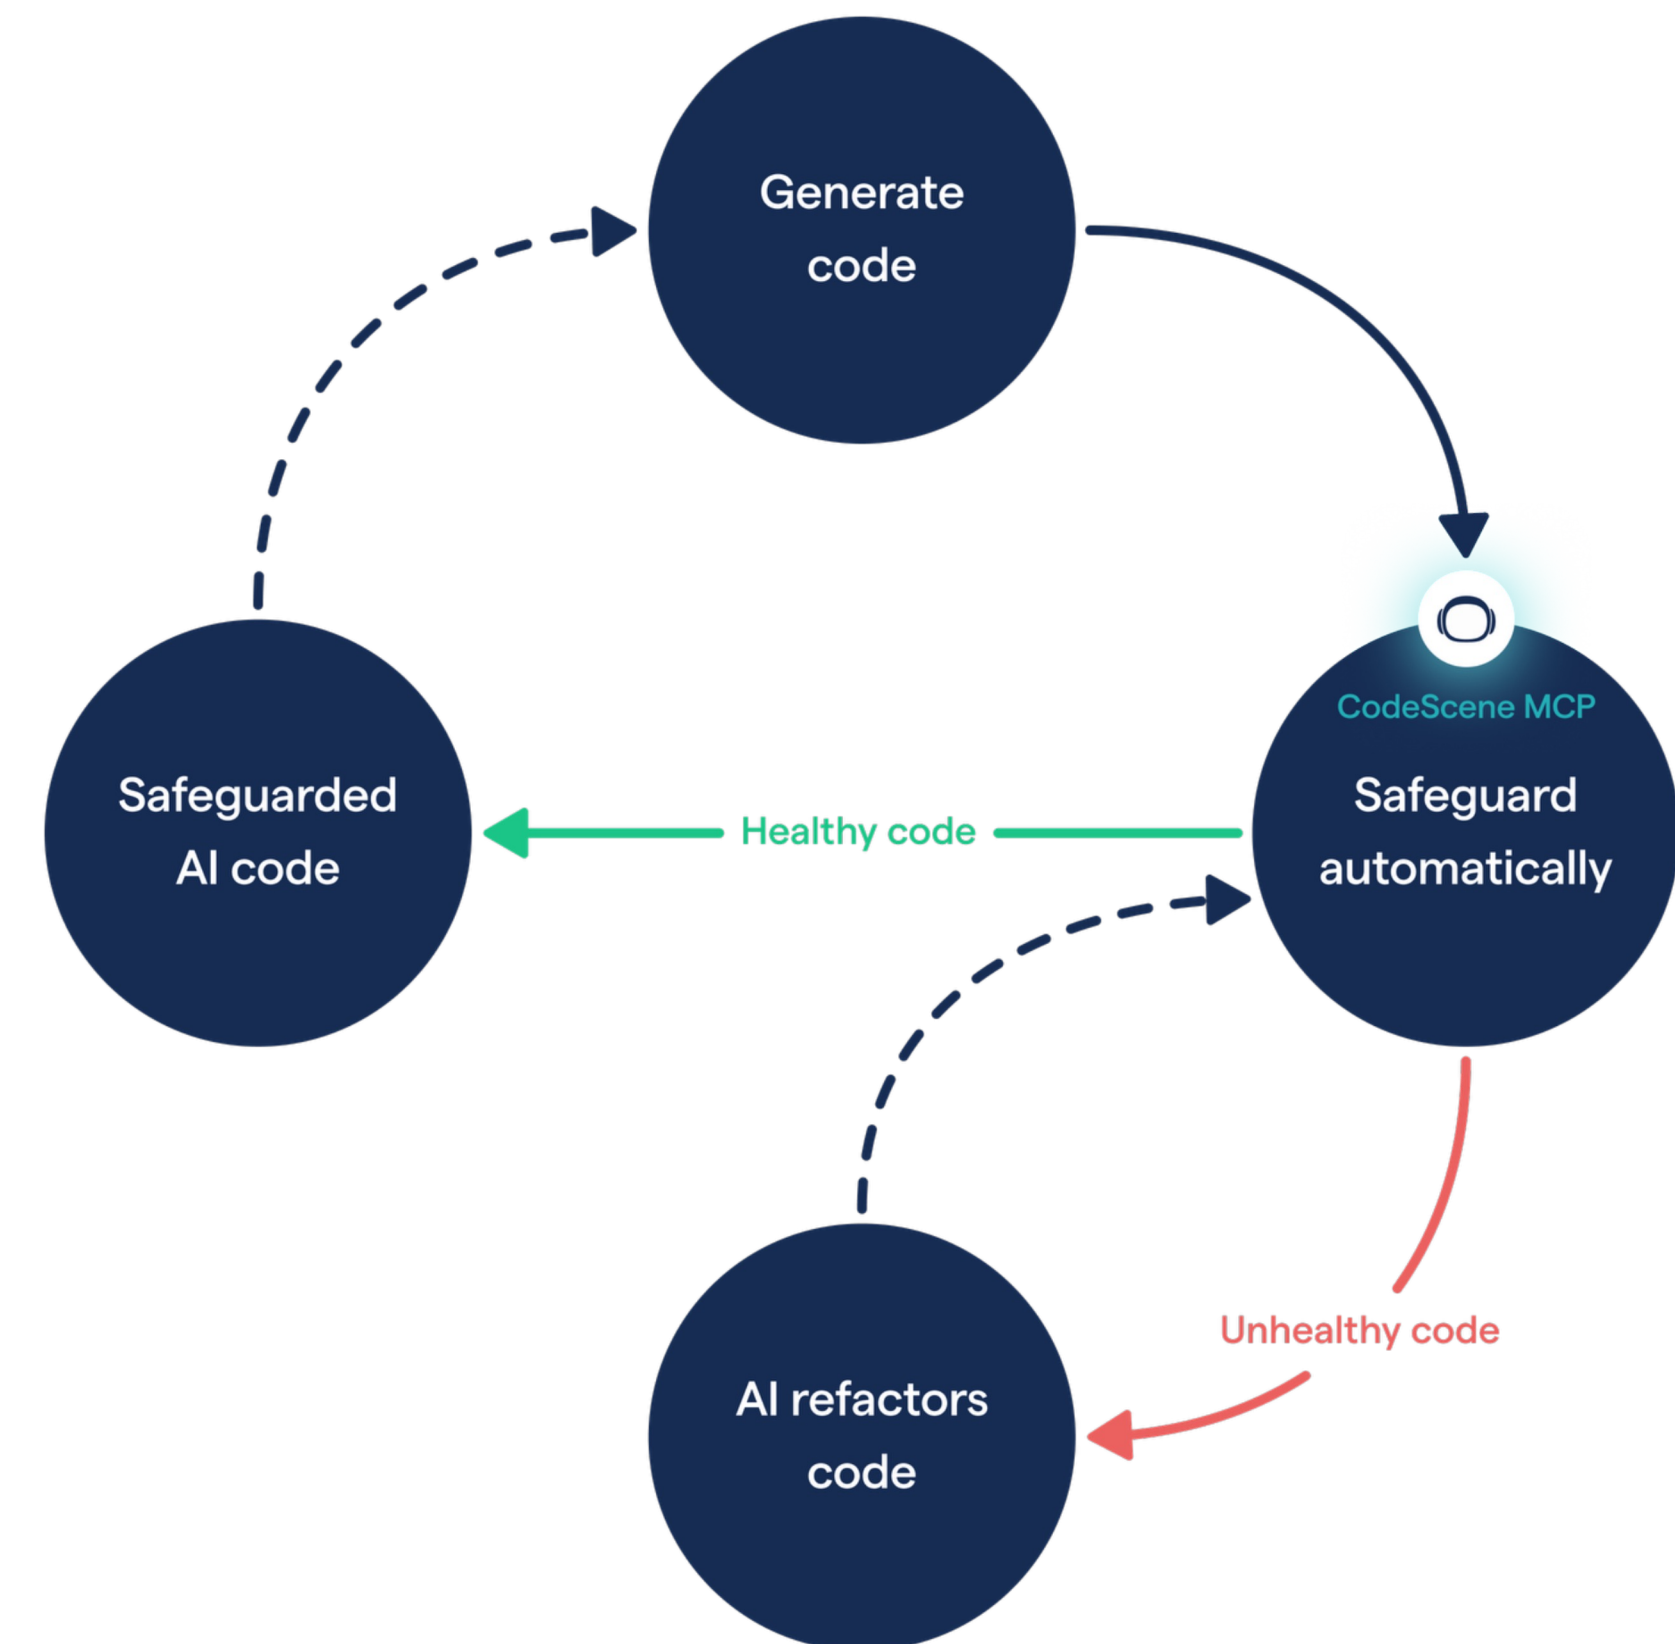 Generate
code
CodeScene MCP
Safeguard
automatically
Healthy code
Safeguarded
AI code
Unhealthy code
AI refactors
code